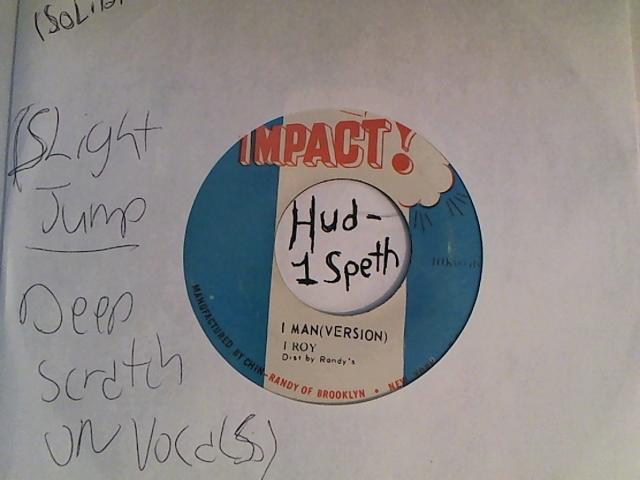 (SLight
Jump
Deep
Scratch
ON Vocal(s)
IMPACT!
Hud-
1 Speth
I MAN(VERSION)
I ROY
Dist by Randy's
MANUFACTURED BY CHIN-RANDY OF BROOKLYN • NEW YORK